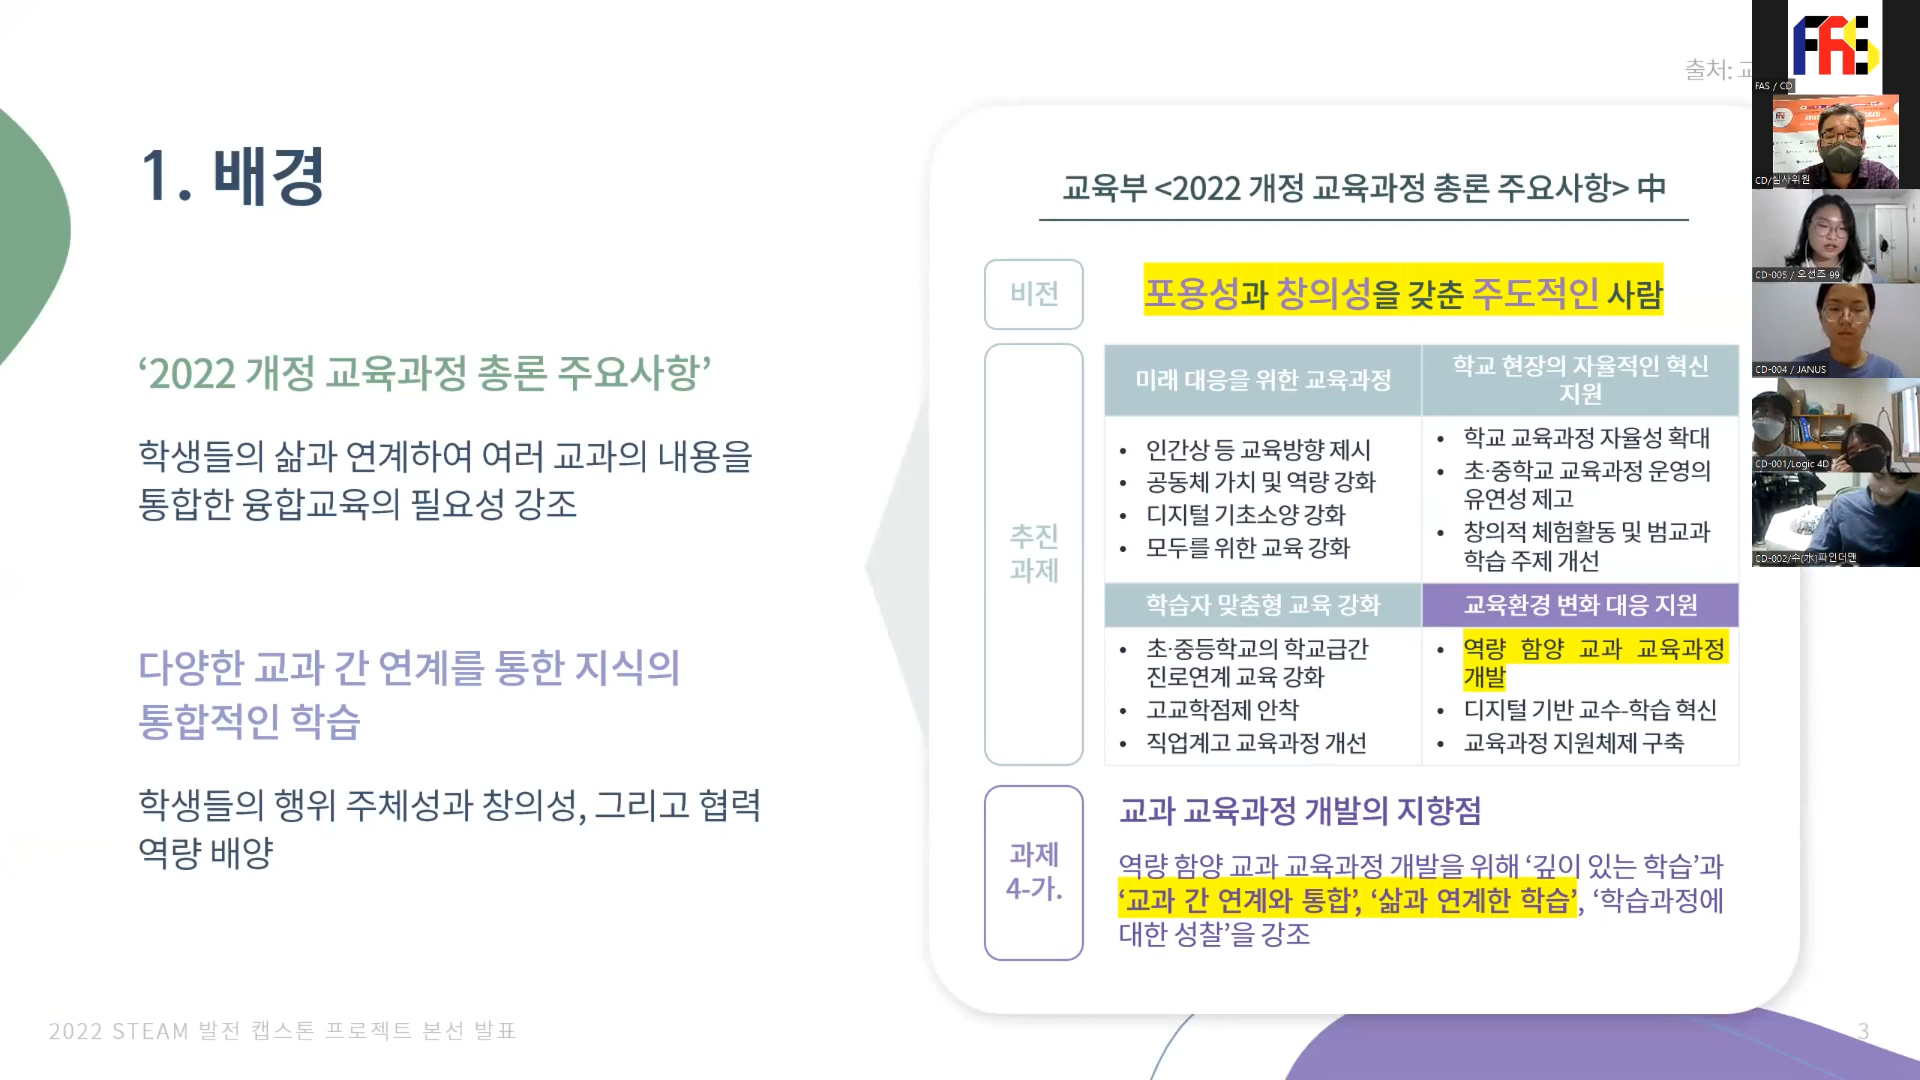 출처:
1. 배경
‘2022 개정 교육과정 총론 주요사항’
학생들의 삶과 연계하여 여러 교과의 내용을
통합한 융합교육의 필요성 강조
다양한 교과 간 연계를 통한 지식의
통합적인 학습
학생들의 행위 주체성과 창의성, 그리고 협력
역량 배양
교육부 <2022 개정 교육과정 총론 주요사항> 中
비전
포용성과 창의성을 갖춘 주도적인 사람
추진
과제
미래 대응을 위한 교육과정
• 인간상 등 교육방향 제시
• 공동체 가치 및 역량 강화
• 디지털 기초소양 강화
• 모두를 위한 교육 강화
학교 현장의 자율적인 혁신
지원
• 학교 교육과정 자율성 확대
• 초·중학교 교육과정 운영의
유연성 제고
• 창의적 체험활동 및 범교과
학습 주제 개선
학습자 맞춤형 교육 강화
• 초·중등학교의 학교급간
진로연계 교육 강화
• 고교학점제 안착
• 직업계고 교육과정 개선
교육환경 변화 대응 지원
• 역량 함양 교과 교육과정
개발
• 디지털 기반 교수-학습 혁신
• 교육과정 지원체제 구축
과제
4-가.
교과 교육과정 개발의 지향점
역량 함양 교과 교육과정 개발을 위해 ‘깊이 있는 학습’과
‘교과 간 연계와 통합’, ‘삶과 연계한 학습’, ‘학습과정에
대한 성찰’을 강조
2022 STEAM 발전 캡스톤 프로젝트 본선 발표
3
FAS
FAS / CD
CD/심사위원
CD-005 / 오선즈 99
CD-004 / JANUS
CD-001/Logic 4D
CD-002/수(水)파인더맨